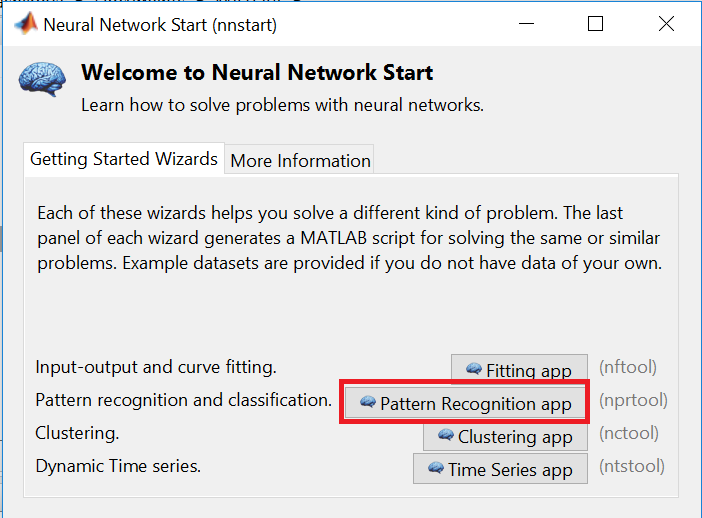 Neural Network Start (nnstart)
Welcome to Neural Network Start
Learn how to solve problems with neural networks.
Getting Started Wizards More Information
Each of these wizards helps you solve a different kind of problem. The last
panel of each wizard generates a MATLAB script for solving the same or similar
problems. Example datasets are provided if you do not have data of your own.
Input-output and curve fitting. Fitting app (nftool)
Pattern recognition and classification. Pattern Recognition app (nprtool)
Clustering. Clustering app (nctool)
Dynamic Time series. Time Series app (ntstool)